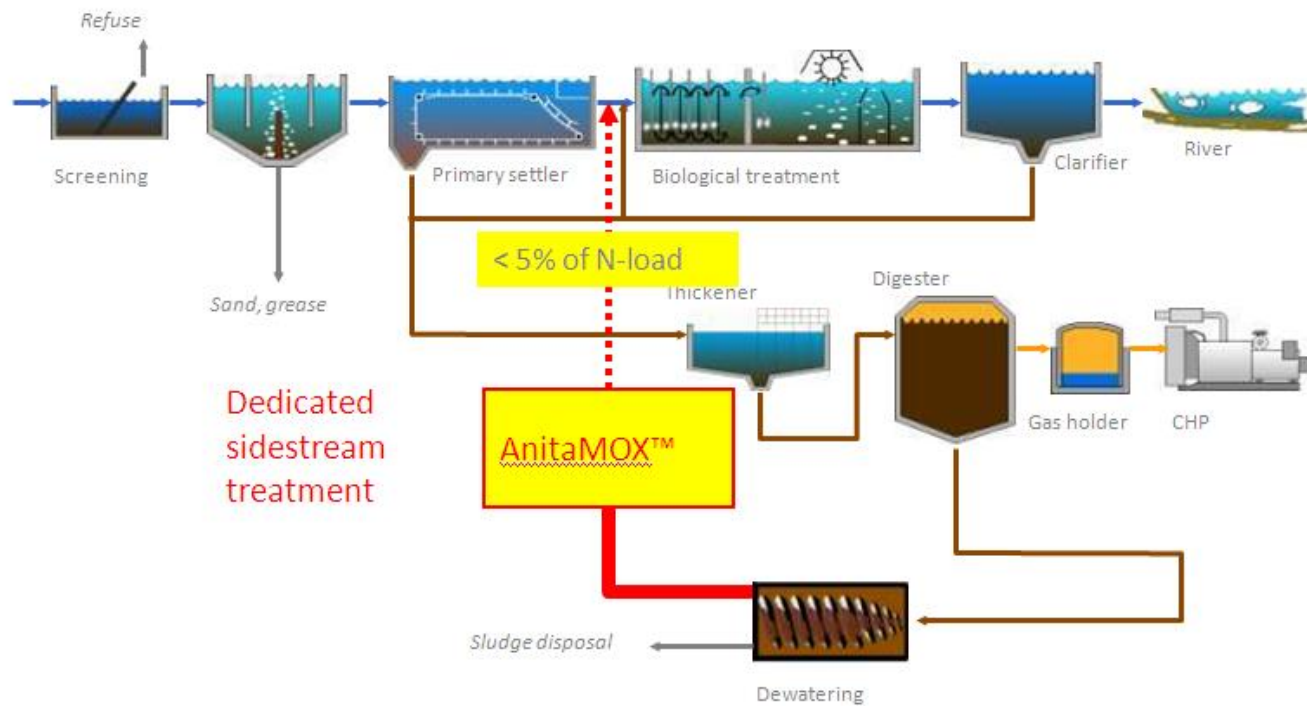 Refuse
Screening
Primary settler
Biological treatment
Clarifier
River
< 5% of N-load
Sand, grease
Thickener
Digester
Dedicated
sidestream
treatment
AnitaMOX™
Gas holder
CHP
Sludge disposal
Dewatering